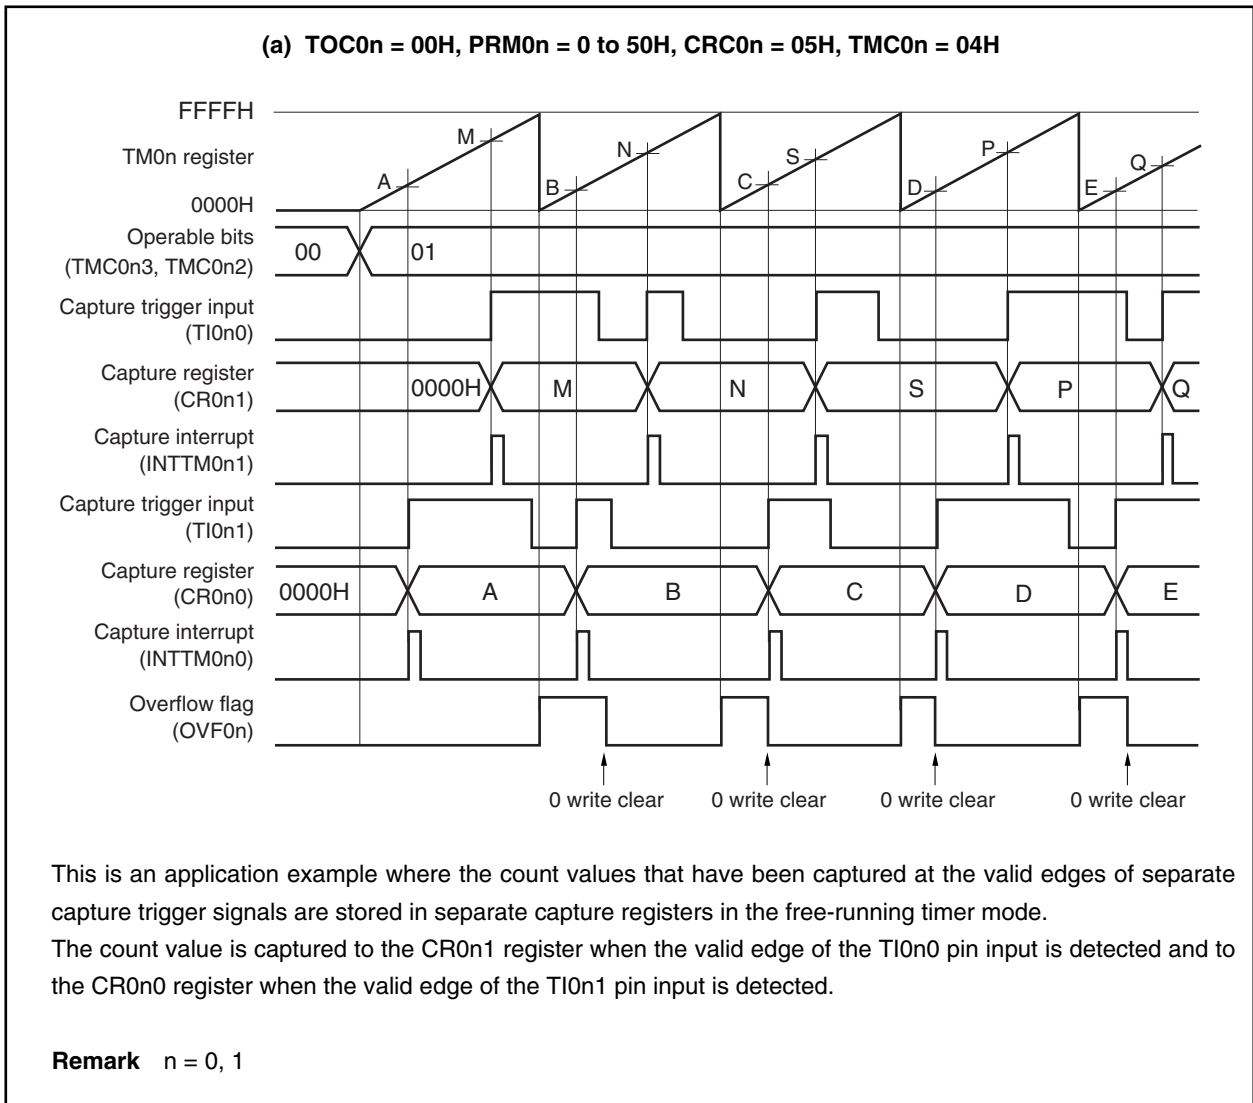 (a) TOC0n = 00H, PRM0n = 0 to 50H, CRC0n = 05H, TMC0n = 04H
FFFFH
TM0n register
0000H
A
M
B
N
C
S
D
P
E
Q
Operable bits
(TMC0n3, TMC0n2)
00
01
Capture trigger input
(TI0n0)
Capture register
(CR0n1)
0000H
M
N
S
P
Q
Capture interrupt
(INTTM0n1)
Capture trigger input
(TI0n1)
Capture register
(CR0n0)
0000H
A
B
C
D
E
Capture interrupt
(INTTM0n0)
Overflow flag
(OVF0n)
0 write clear
0 write clear
0 write clear
0 write clear
This is an application example where the count values that have been captured at the valid edges of separate
capture trigger signals are stored in separate capture registers in the free-running timer mode.
The count value is captured to the CR0n1 register when the valid edge of the TI0n0 pin input is detected and to
the CR0n0 register when the valid edge of the TI0n1 pin input is detected.
Remark n = 0, 1